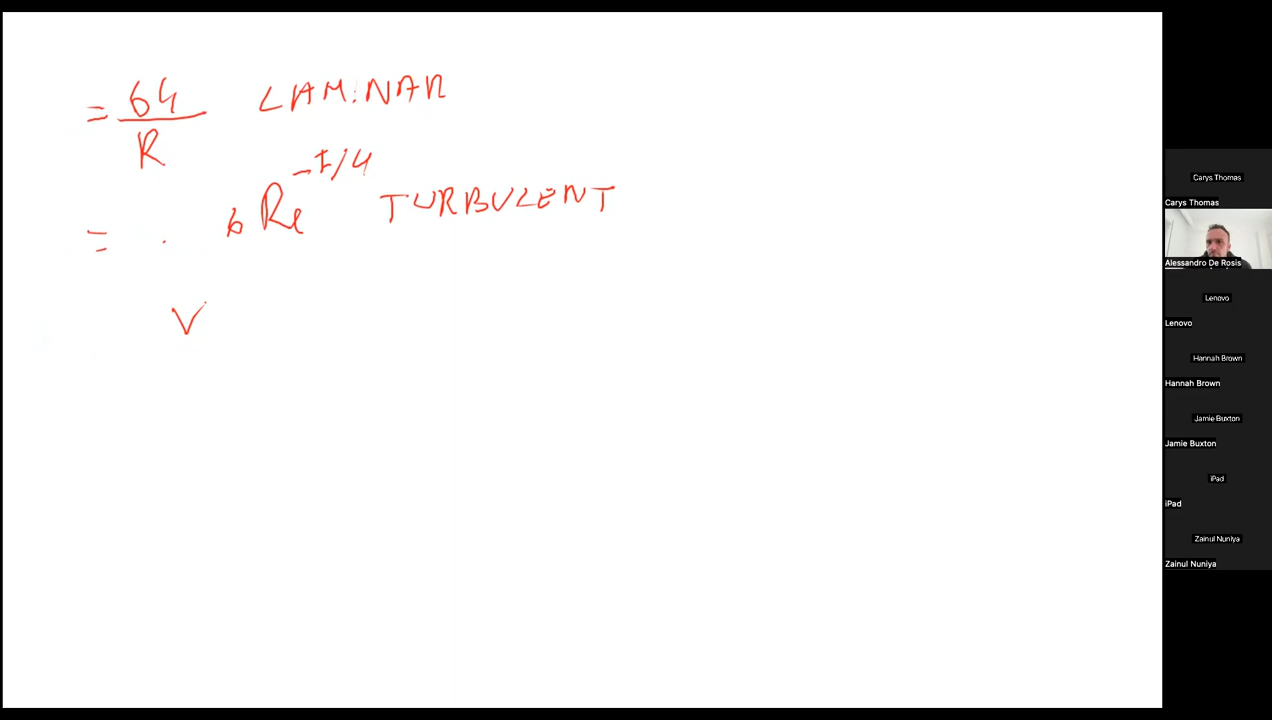 = 64 LAMINAR
R
= . 6 Re -1/4 TURBULENT
V
Carys Thomas
Carys Thomas
Alessandro De Rosis
Lenovo
Lenovo
Hannah Brown
Hannah Brown
Jamie Buxton
Jamie Buxton
iPad
iPad
Zainul Nuniya
Zainul Nuniya